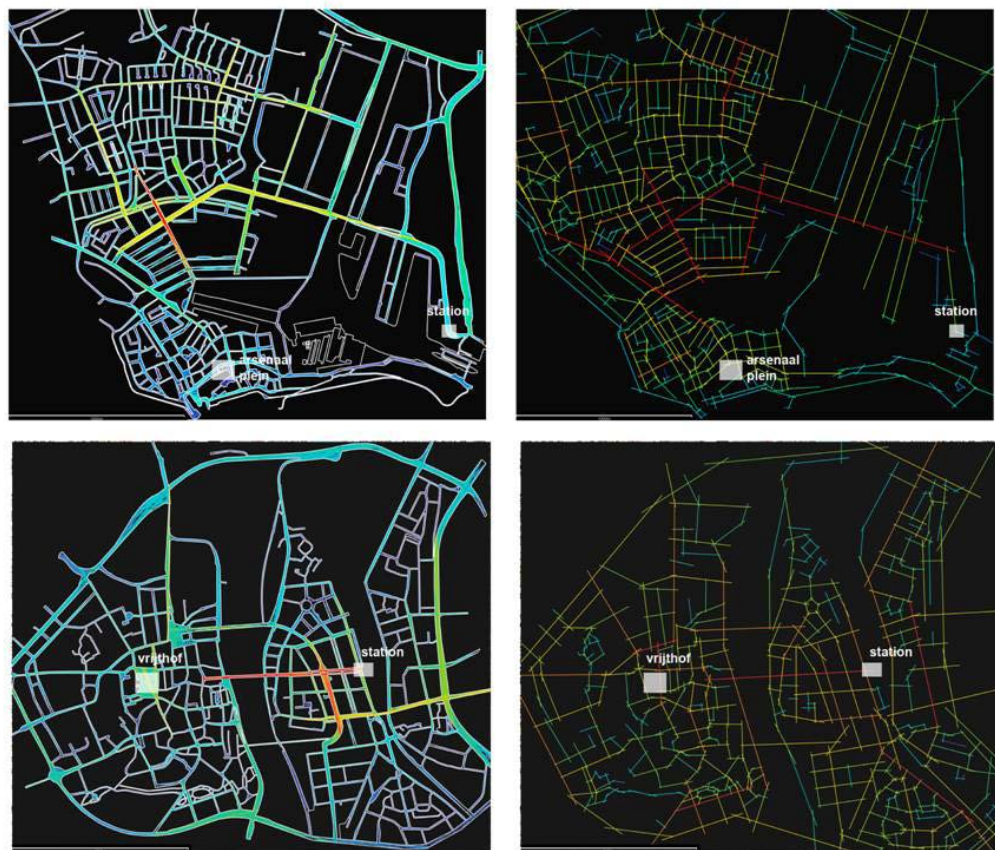 station
arsenaal
plein
station
arsenaal
plein
vrijthof
station
vrijthof
station